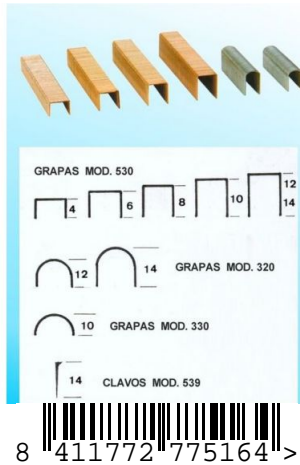 GRAPAS MOD. 530
4 6 8 10 12 14
12 14 GRAPAS MOD. 320
10 GRAPAS MOD. 330
14 CLAVOS MOD. 539
8 411772 775164 >